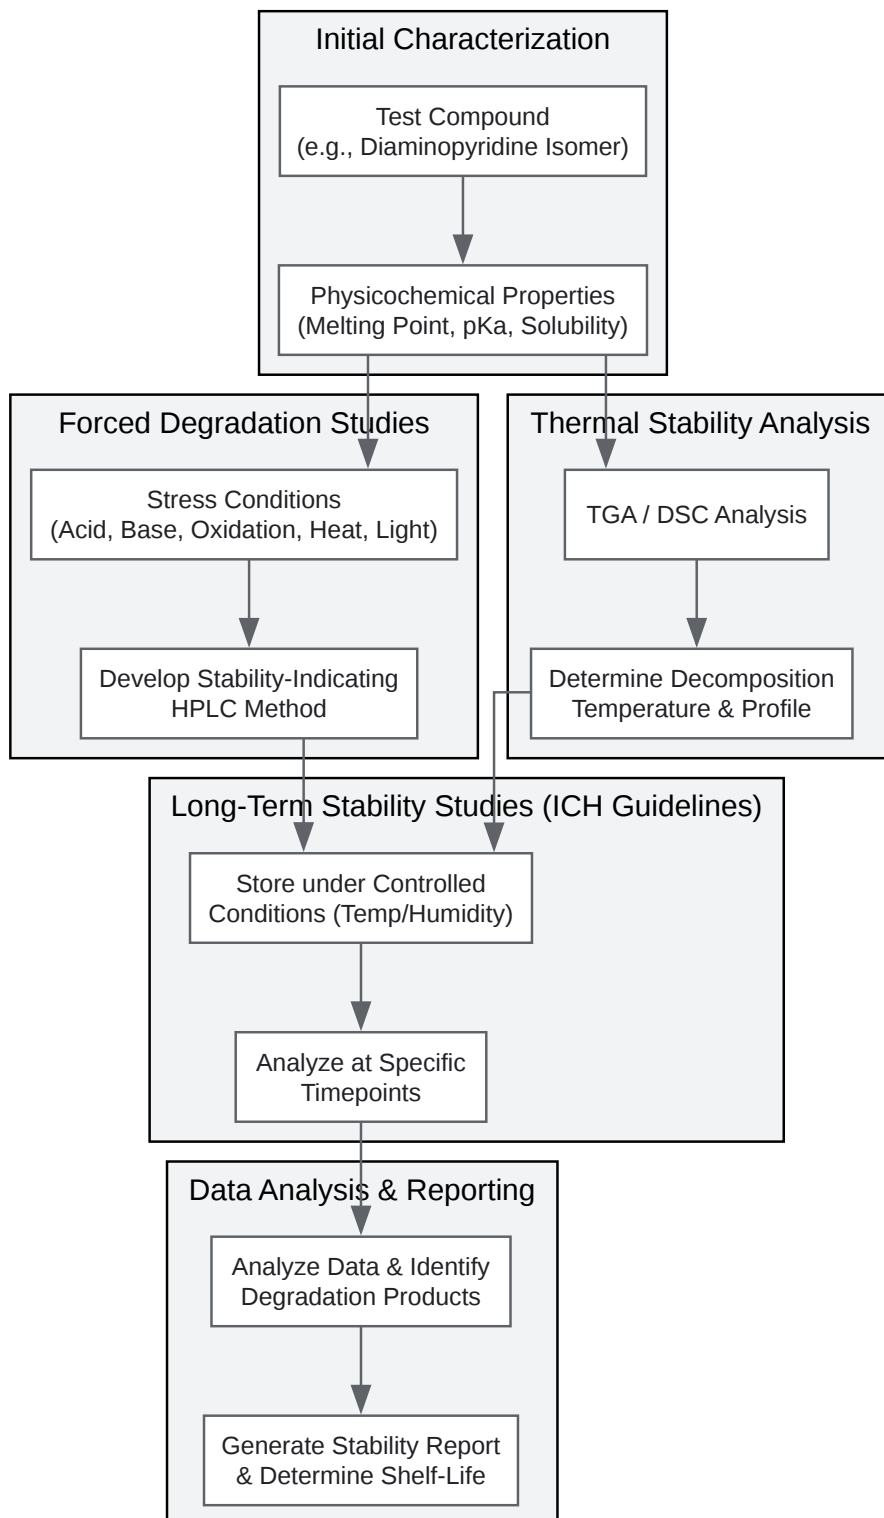 Initial Characterization
Test Compound
(e.g., Diaminopyridine Isomer)
Physicochemical Properties
(Melting Point, pKa, Solubility)
Forced Degradation Studies
Stress Conditions
(Acid, Base, Oxidation, Heat, Light)
Develop Stability-Indicating
HPLC Method
Thermal Stability Analysis
TGA / DSC Analysis
Determine Decomposition
Temperature & Profile
Long-Term Stability Studies (ICH Guidelines)
Store under Controlled
Conditions (Temp/Humidity)
Analyze at Specific
Timepoints
Data Analysis & Reporting
Analyze Data & Identify
Degradation Products
Generate Stability Report
& Determine Shelf-Life